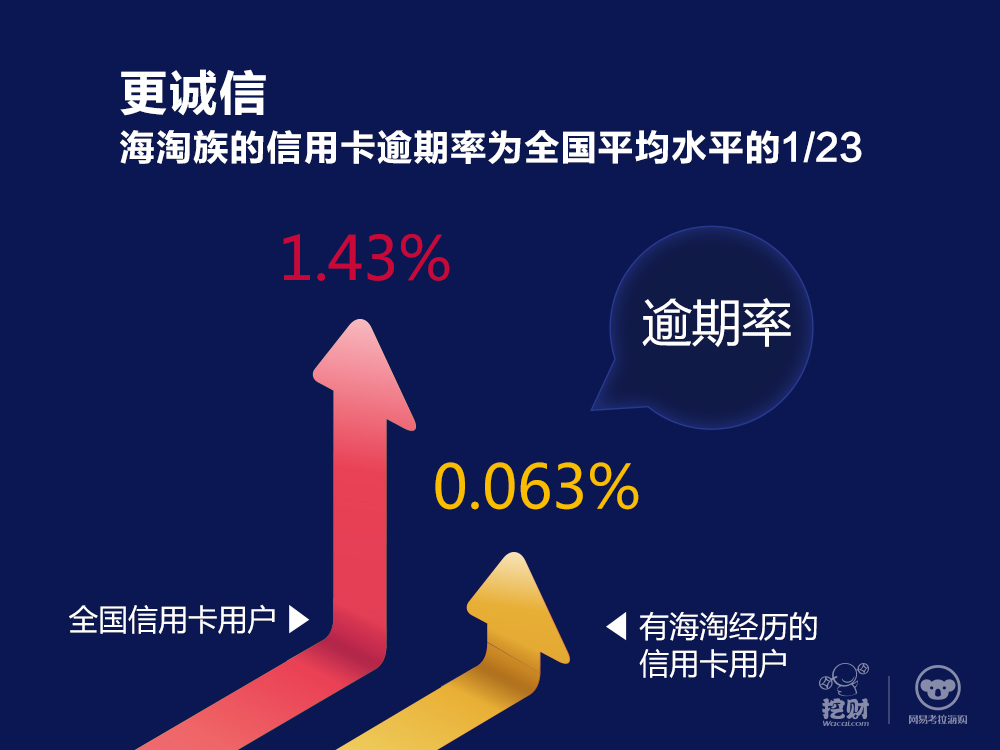 更诚信
海淘族的信用卡逾期率为全国平均水平的1/23
1.43%
逾期率
0.063%
全国信用卡用户
有海淘经历的
信用卡用户
挖财
Wacai.com
网易考拉海购